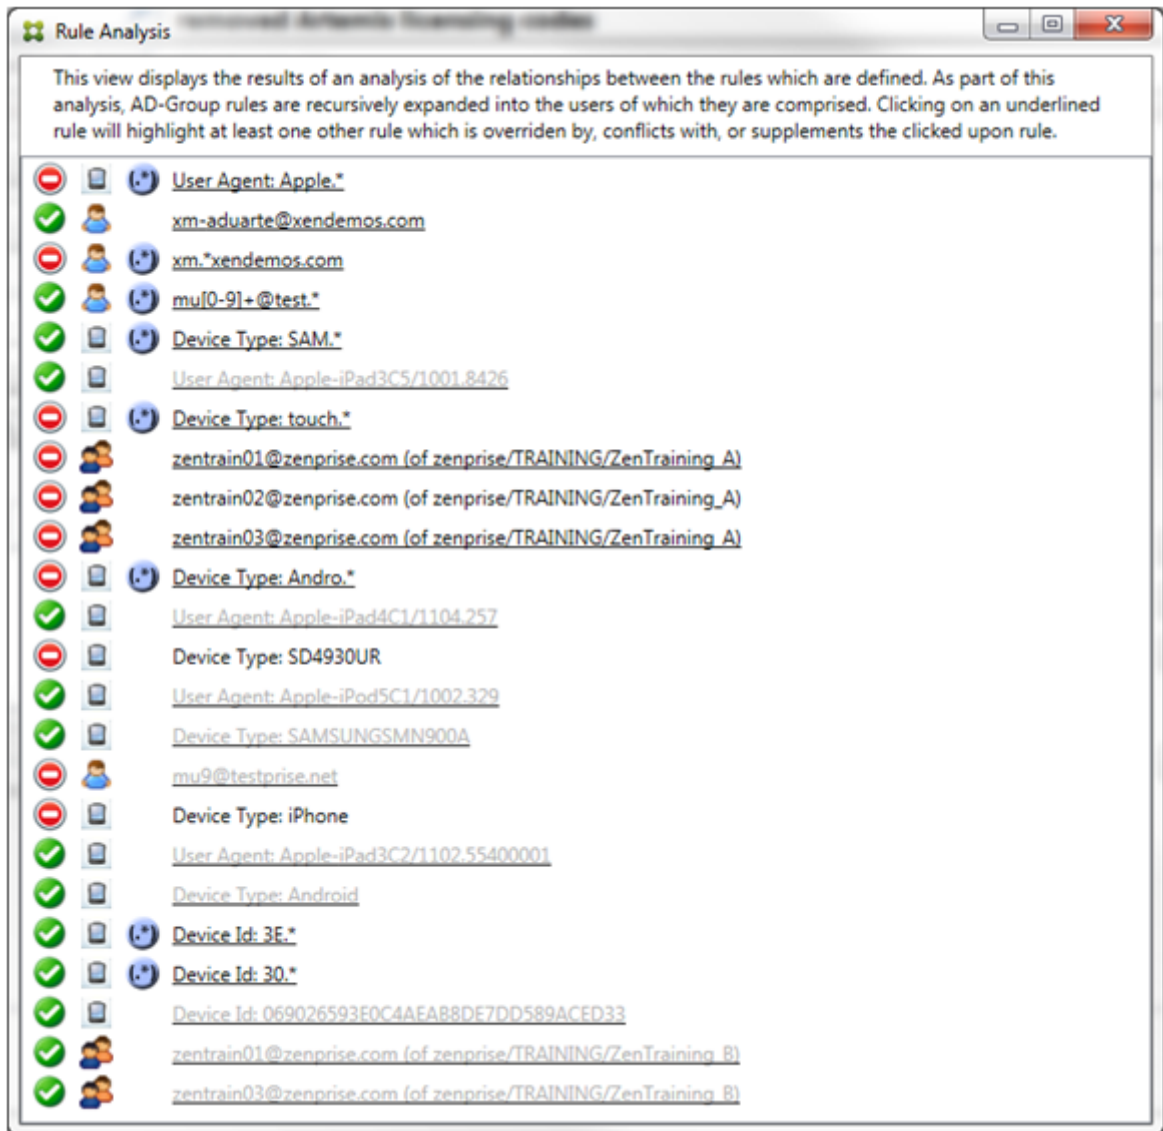 removed Artemis licensing codes
Rule Analysis
This view displays the results of an analysis of the relationships between the rules which are defined. As part of this
analysis, AD-Group rules are recursively expanded into the users of which they are comprised. Clicking on an underlined
rule will highlight at least one other rule which is overriden by, conflicts with, or supplements the clicked upon rule.
(.*) User Agent: Apple.*
xm-aduarte@xendemos.com
(.*) xm.*xendemos.com
(.*) mu[0-9]+@test.*
(.*) Device Type: SAM.*
User Agent: Apple-iPad3C5/1001.8426
(.*) Device Type: touch.*
zentrain01@zenprise.com (of zenprise/TRAINING/ZenTraining_A)
zentrain02@zenprise.com (of zenprise/TRAINING/ZenTraining_A)
zentrain03@zenprise.com (of zenprise/TRAINING/ZenTraining_A)
(.*) Device Type: Andro.*
User Agent: Apple-iPad4C1/1104.257
Device Type: SD4930UR
User Agent: Apple-iPod5C1/1002.329
Device Type: SAMSUNGSMN900A
mu9@testprise.net
Device Type: iPhone
User Agent: Apple-iPad3C2/1102.55400001
Device Type: Android
(.*) Device Id: 3E.*
(.*) Device Id: 30.*
Device Id: 069026593E0C4AEAB8DE7DD589ACED33
zentrain01@zenprise.com (of zenprise/TRAINING/ZenTraining_B)
zentrain03@zenprise.com (of zenprise/TRAINING/ZenTraining_B)